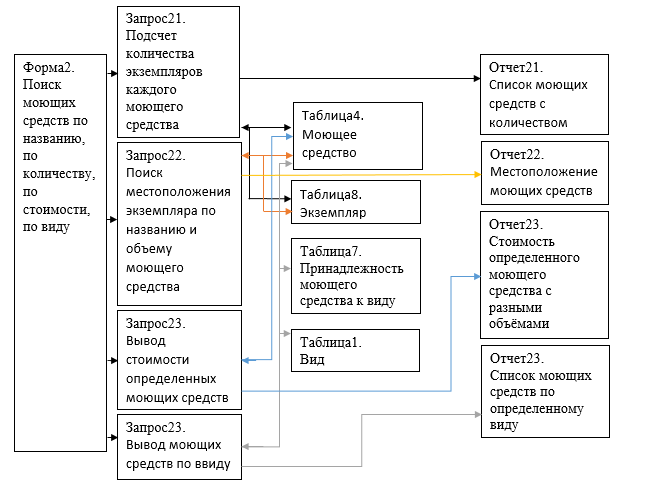 Форма2.
Поиск
моющих
средств по
названию,
по
количеству,
по
стоимости,
по виду
Запрос21.
Подсчет
количества
экземпляров
каждого
моющего
средства
Запрос22.
Поиск
местоположения
экземпляра по
названию и
объему
моющего
средства
Запрос23.
Вывод
стоимости
определенных
моющих средств
Запрос23.
Вывод моющих
средств по ввиду
Таблица4.
Моющее
средство
Таблица8.
Экземпляр
Таблица7.
Принадлежность
моющего
средства к виду
Таблица1.
Вид
Отчет21.
Список моющих
средств с
количеством
Отчет22.
Местоположение
моющих средств
Отчет23.
Стоимость
определенного
моющего
средства с
разными
объёмами
Отчет23.
Список моющих
средств по
определенному
виду